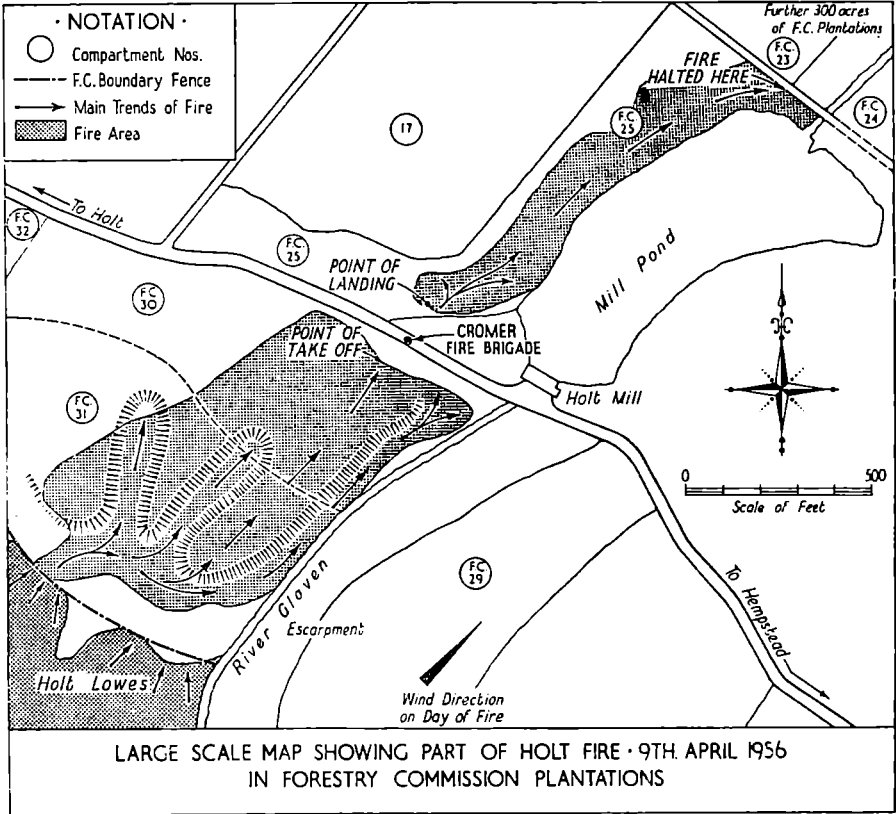 · NOTATION ·
Compartment Nos.
F.C. Boundary Fence
Main Trends of Fire
Fire Area
Further 300 acres
of F.C. Plantations
F.C.
23
FIRE
HALTED HERE
F.C.
24
F.C.
25
17
To Holt
F.C
32
F.C.
25
POINT OF
LANDING
Mill Pond
F.C
30
POINT OF
TAKE OFF
CROMER
FIRE BRIGADE
F.C.
31
Holt Mill
0 500
Scale of Feet
F.C
29
River Glaven
Escarpment
To Hempstead
Holt Lowes
Wind Direction
on Day of Fire
LARGE SCALE MAP SHOWING PART OF HOLT FIRE · 9TH. APRIL 1956
IN FORESTRY COMMISSION PLANTATIONS